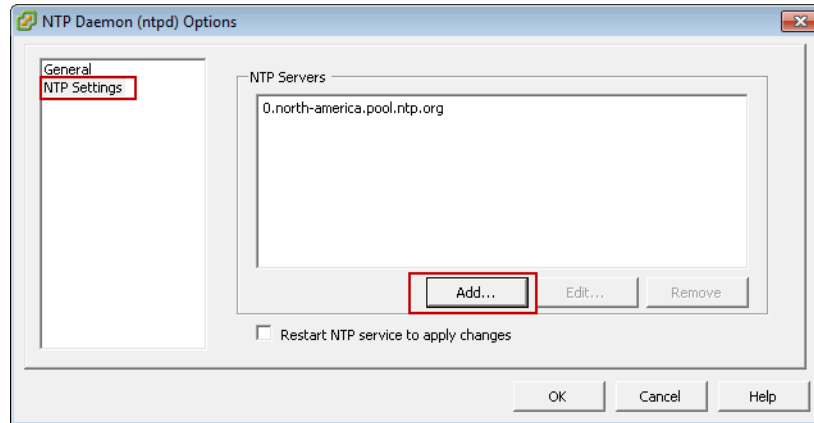 NTP Daemon (ntpd) Options
General
NTP Settings
NTP Servers
0.north-america.pool.ntp.org
Add... Edit... Remove
Restart NTP service to apply changes
OK Cancel Help